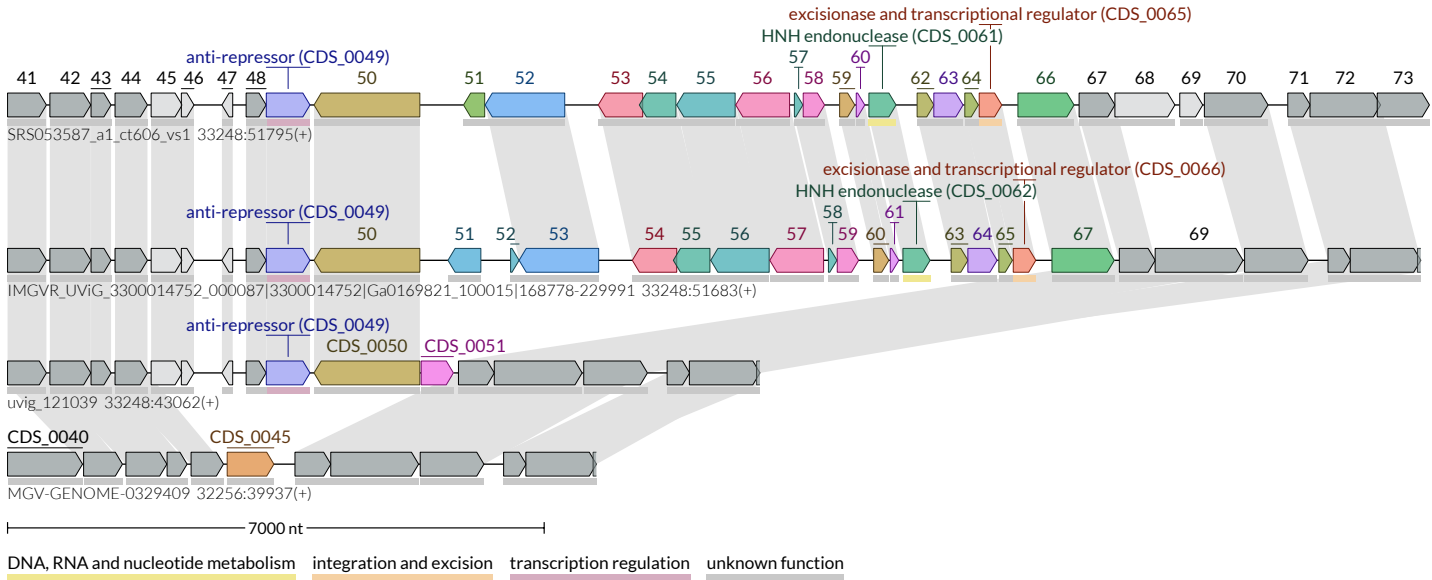 excisionase and transcriptional regulator (CDS_0065)
HNH endonuclease (CDS_0061)
anti-repressor (CDS_0049) 57 60
41 42 43 44 45 46 47 48 50 51 52 53 54 55 56 58 59 62 63 64 66 67 68 69 70 71 72 73
SRS053587_a1_ct606_vs1 33248:51795(+)
excisionase and transcriptional regulator (CDS_0066)
HNH endonuclease (CDS_0062)
anti-repressor (CDS_0049) 58 61
50 51 52 53 54 55 56 57 59 60 63 64 65 67 69
IMGVR_UViG_3300014752_000087|3300014752|Ga0169821_100015|168778-229991 33248:51683(+)
anti-repressor (CDS_0049)
CDS_0050 CDS_0051
uvig_121039 33248:43062(+)
CDS_0040 CDS_0045
MGV-GENOME-0329409 32256:39937(+)
7000 nt
DNA, RNA and nucleotide metabolism integration and excision transcription regulation unknown function